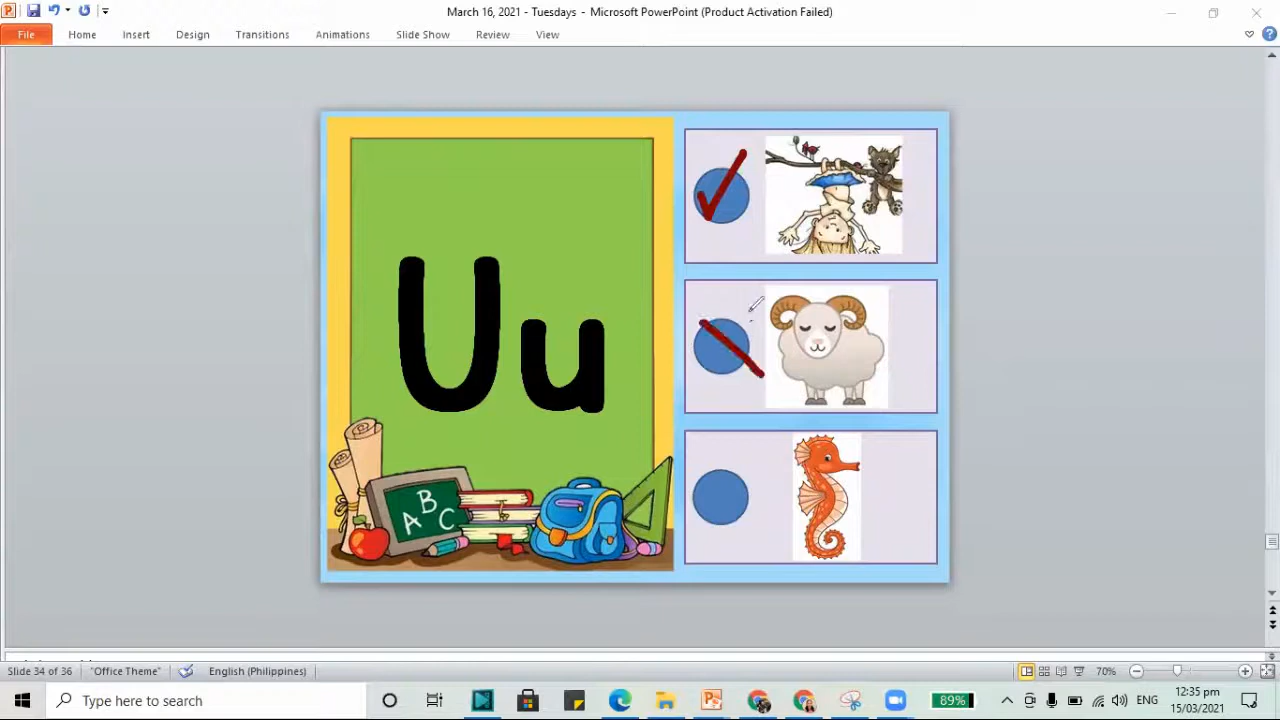 March 16, 2021 - Tuesdays - Microsoft PowerPoint (Product Activation Failed)
File Home Insert Design Transitions Animations Slide Show Review View
Uu
A B C
Slide 34 of 36 "Office Theme" English (Philippines) 70%
Type here to search 89% ENG 12:35 pm
15/03/2021